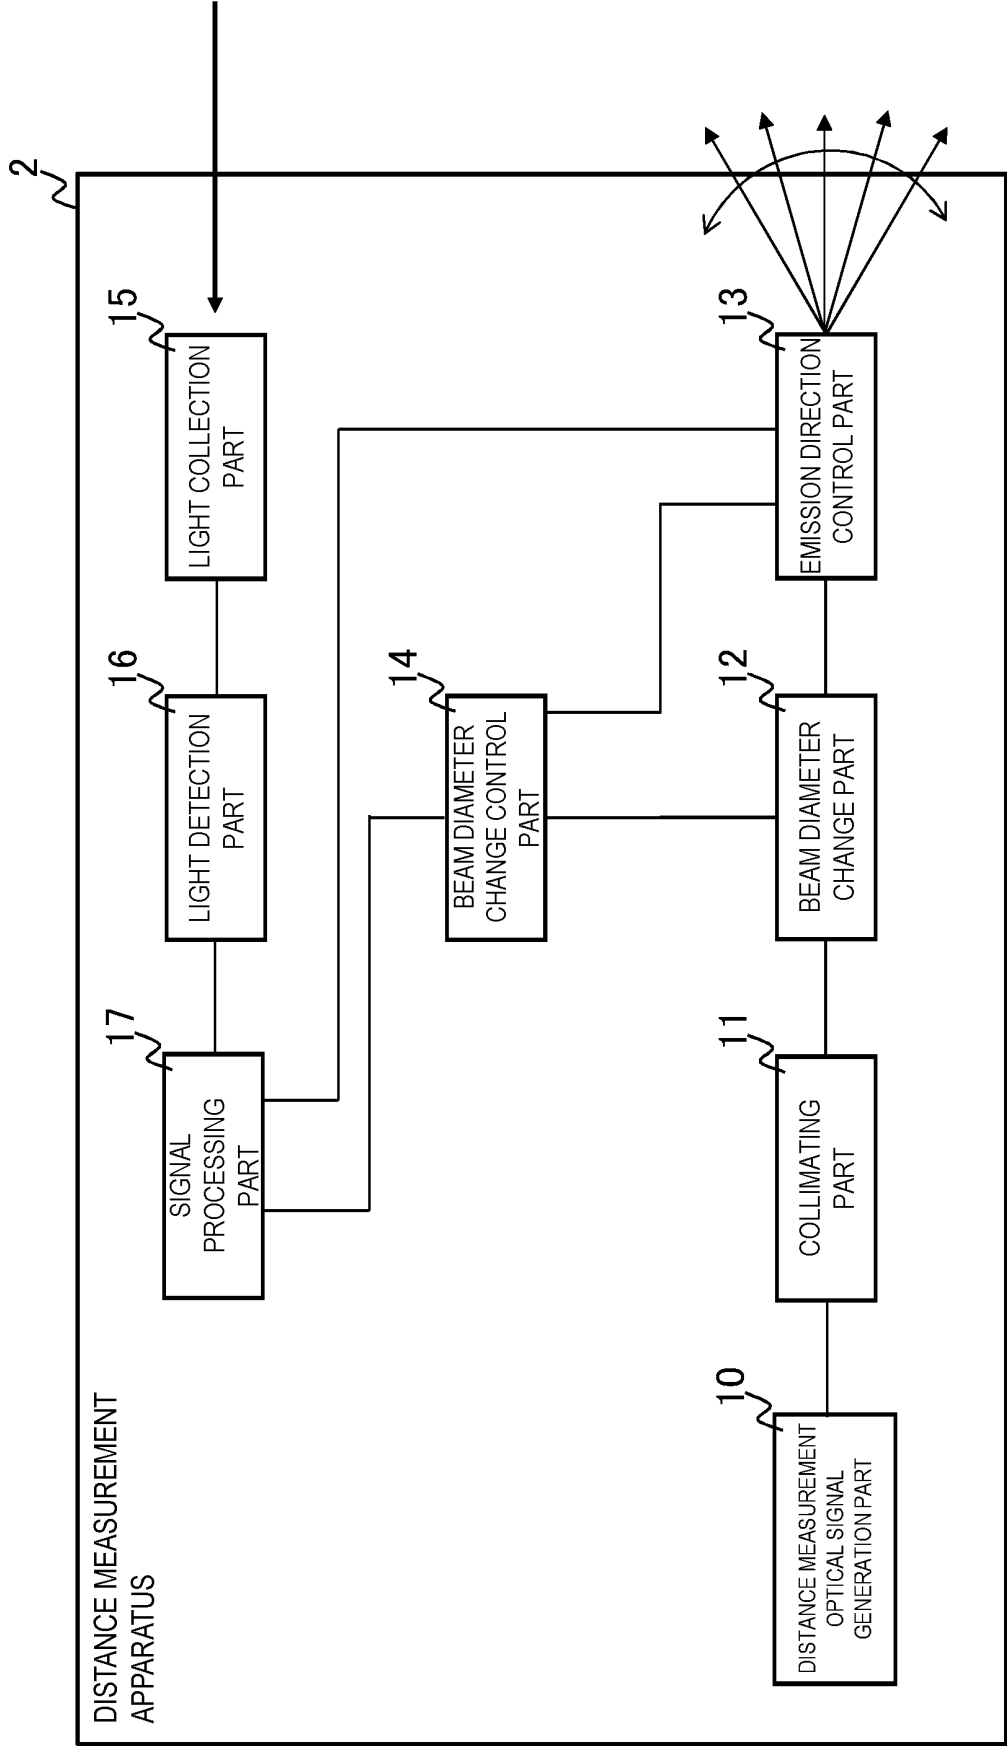 2
DISTANCE MEASUREMENT
APPARATUS
17
SIGNAL
PROCESSING
PART
16
LIGHT DETECTION
PART
15
LIGHT COLLECTION
PART
14
BEAM DIAMETER
CHANGE CONTROL
PART
10
DISTANCE MEASUREMENT
OPTICAL SIGNAL
GENERATION PART
11
COLLIMATING
PART
12
BEAM DIAMETER
CHANGE PART
13
EMISSION DIRECTION
CONTROL PART